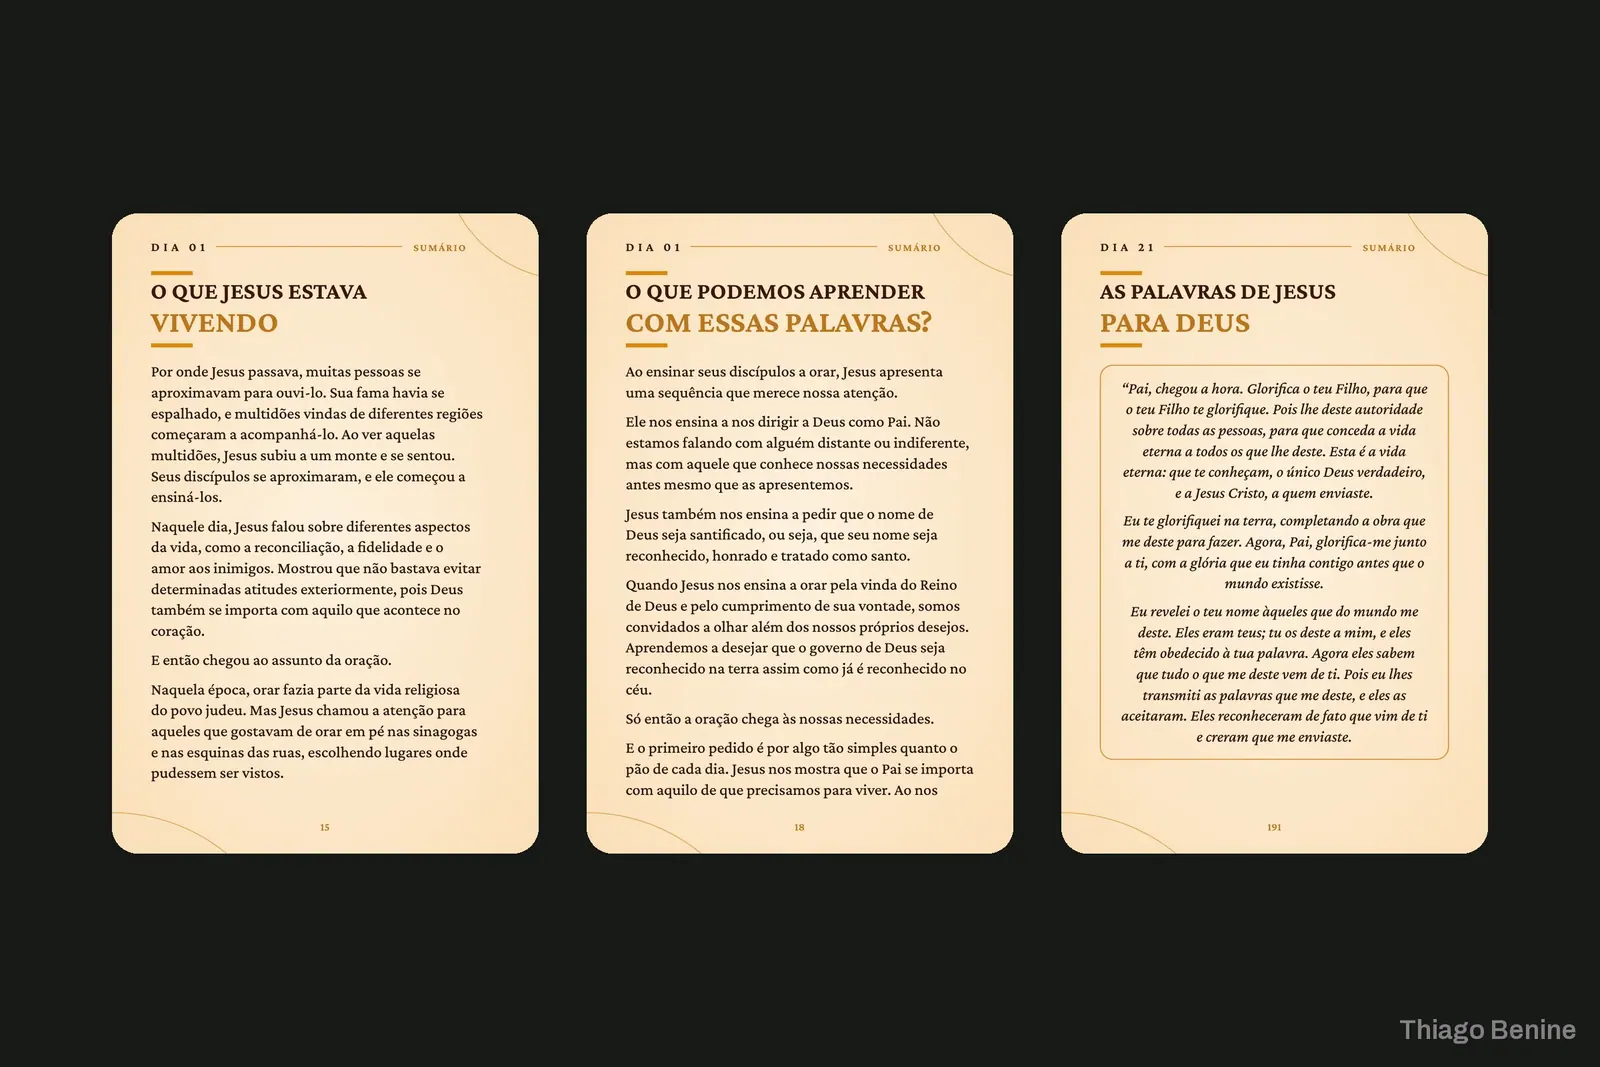 DIA 01
SUMÁRIO
O QUE JESUS ESTAVA
VIVENDO
Por onde Jesus passava, muitas pessoas se
aproximavam para ouvi-lo. Sua fama havia se
espalhado, e multidões vindas de diferentes regiões
começaram a acompanhá-lo. Ao ver aquelas
multidões, Jesus subiu a um monte e se sentou.
Seus discípulos se aproximaram, e ele começou a
ensiná-los.
Naquele dia, Jesus falou sobre diferentes aspectos
da vida, como a reconciliação, a fidelidade e o
amor aos inimigos. Mostrou que não bastava evitar
determinadas atitudes exteriormente, pois Deus
também se importa com aquilo que acontece no
coração.
E então chegou ao assunto da oração.
Naquela época, orar fazia parte da vida religiosa
do povo judeu. Mas Jesus chamou a atenção para
aqueles que gostavam de orar em pé nas sinagogas
e nas esquinas das ruas, escolhendo lugares onde
pudessem ser vistos.
15
DIA 01
SUMÁRIO
O QUE PODEMOS APRENDER
COM ESSAS PALAVRAS?
Ao ensinar seus discípulos a orar, Jesus apresenta
uma sequência que merece nossa atenção.
Ele nos ensina a nos dirigir a Deus como Pai. Não
estamos falando com alguém distante ou indiferente,
mas com aquele que conhece nossas necessidades
antes mesmo que as apresentemos.
Jesus também nos ensina a pedir que o nome de
Deus seja santificado, ou seja, que seu nome seja
reconhecido, honrado e tratado como santo.
Quando Jesus nos ensina a orar pela vinda do Reino
de Deus e pelo cumprimento de sua vontade, somos
convidados a olhar além dos nossos próprios desejos.
Aprendemos a desejar que o governo de Deus seja
reconhecido na terra assim como já é reconhecido no
céu.
Só então a oração chega às nossas necessidades.
E o primeiro pedido é por algo tão simples quanto o
pão de cada dia. Jesus nos mostra que o Pai se importa
com aquilo de que precisamos para viver. Ao nos
18
DIA 21
SUMÁRIO
AS PALAVRAS DE JESUS
PARA DEUS
“Pai, chegou a hora. Glorifica o teu Filho, para que
o teu Filho te glorifique. Pois lhe deste autoridade
sobre todas as pessoas, para que conceda a vida
eterna a todos os que lhe deste. Esta é a vida
eterna: que te conheçam, o único Deus verdadeiro,
e a Jesus Cristo, a quem enviaste.
Eu te glorifiquei na terra, completando a obra que
me deste para fazer. Agora, Pai, glorifica-me junto
a ti, com a glória que eu tinha contigo antes que o
mundo existisse.
Eu revelei o teu nome àqueles que do mundo me
deste. Eles eram teus; tu os deste a mim, e eles
têm obedecido à tua palavra. Agora eles sabem
que tudo o que me deste vem de ti. Pois eu lhes
transmiti as palavras que me deste, e eles as
aceitaram. Eles reconheceram de fato que vim de ti
e creram que me enviaste.
191
Thiago Benine